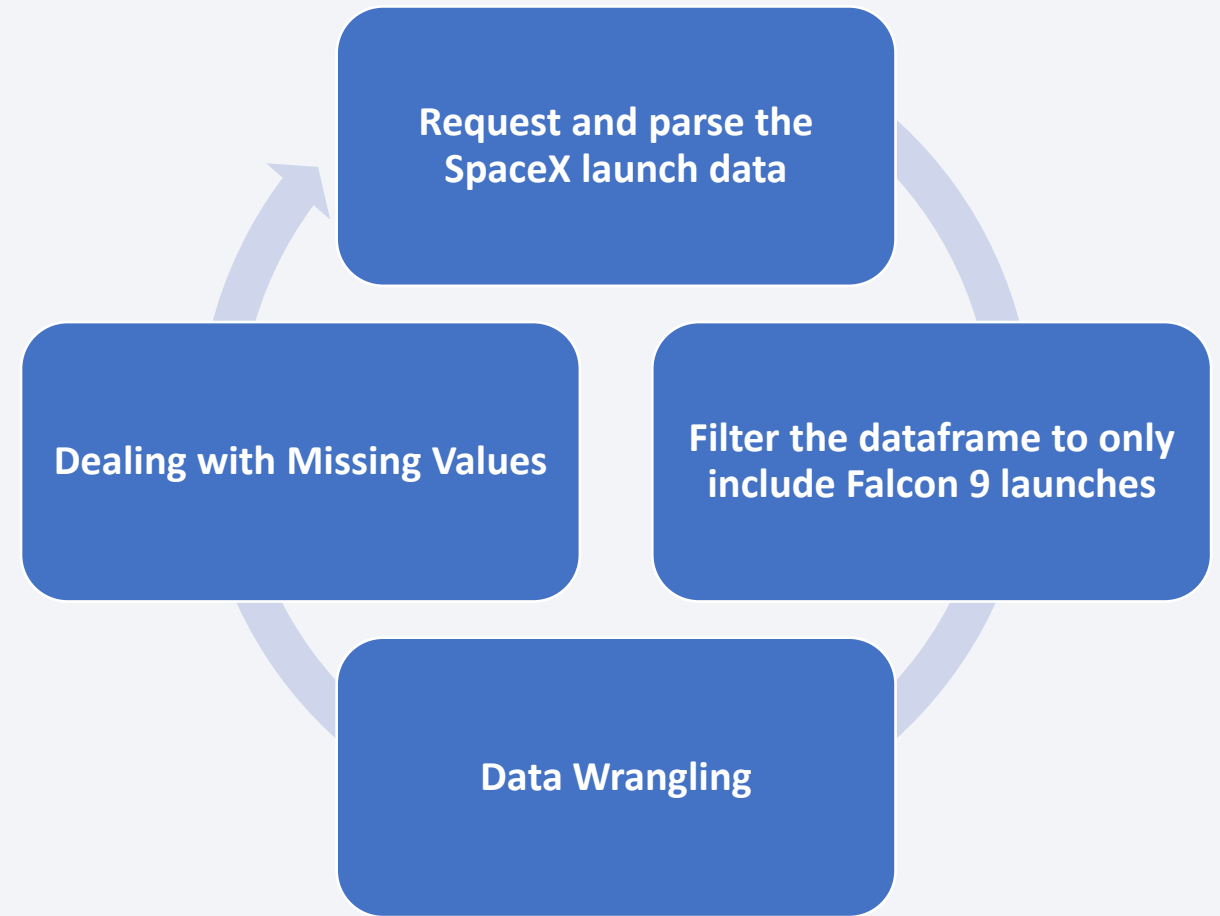 Request and parse the
SpaceX launch data
Filter the dataframe to only
include Falcon 9 launches
Data Wrangling
Dealing with Missing Values